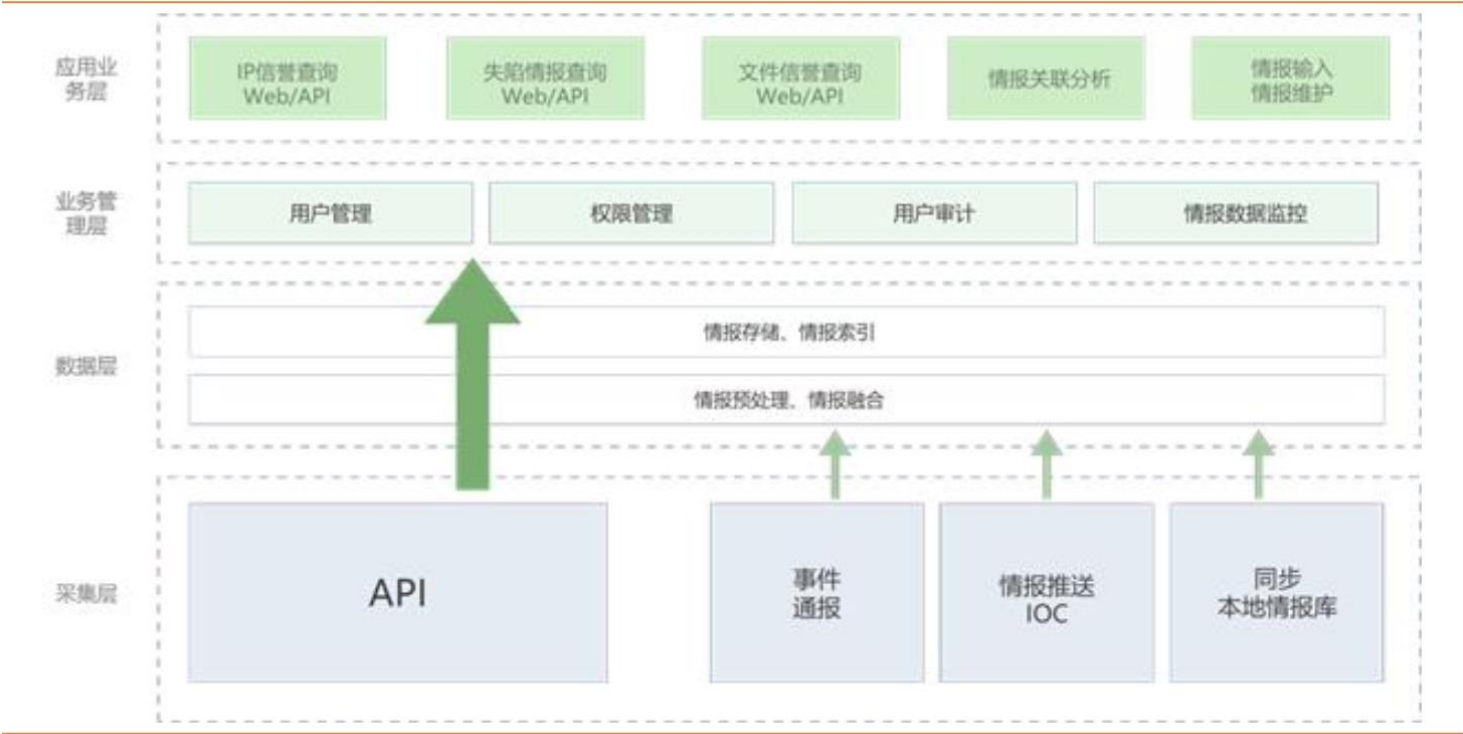 应用业
务层
IP信誉查询
Web/API
失陷情报查询
Web/API
文件信誉查询
Web/API
情报关联分析
情报输入
情报维护
业务管
理层
用户管理
权限管理
用户审计
情报数据监控
数据层
情报存储、情报索引
情报预处理、情报融合
采集层
API
事件
通报
情报推送
IOC
同步
本地情报库